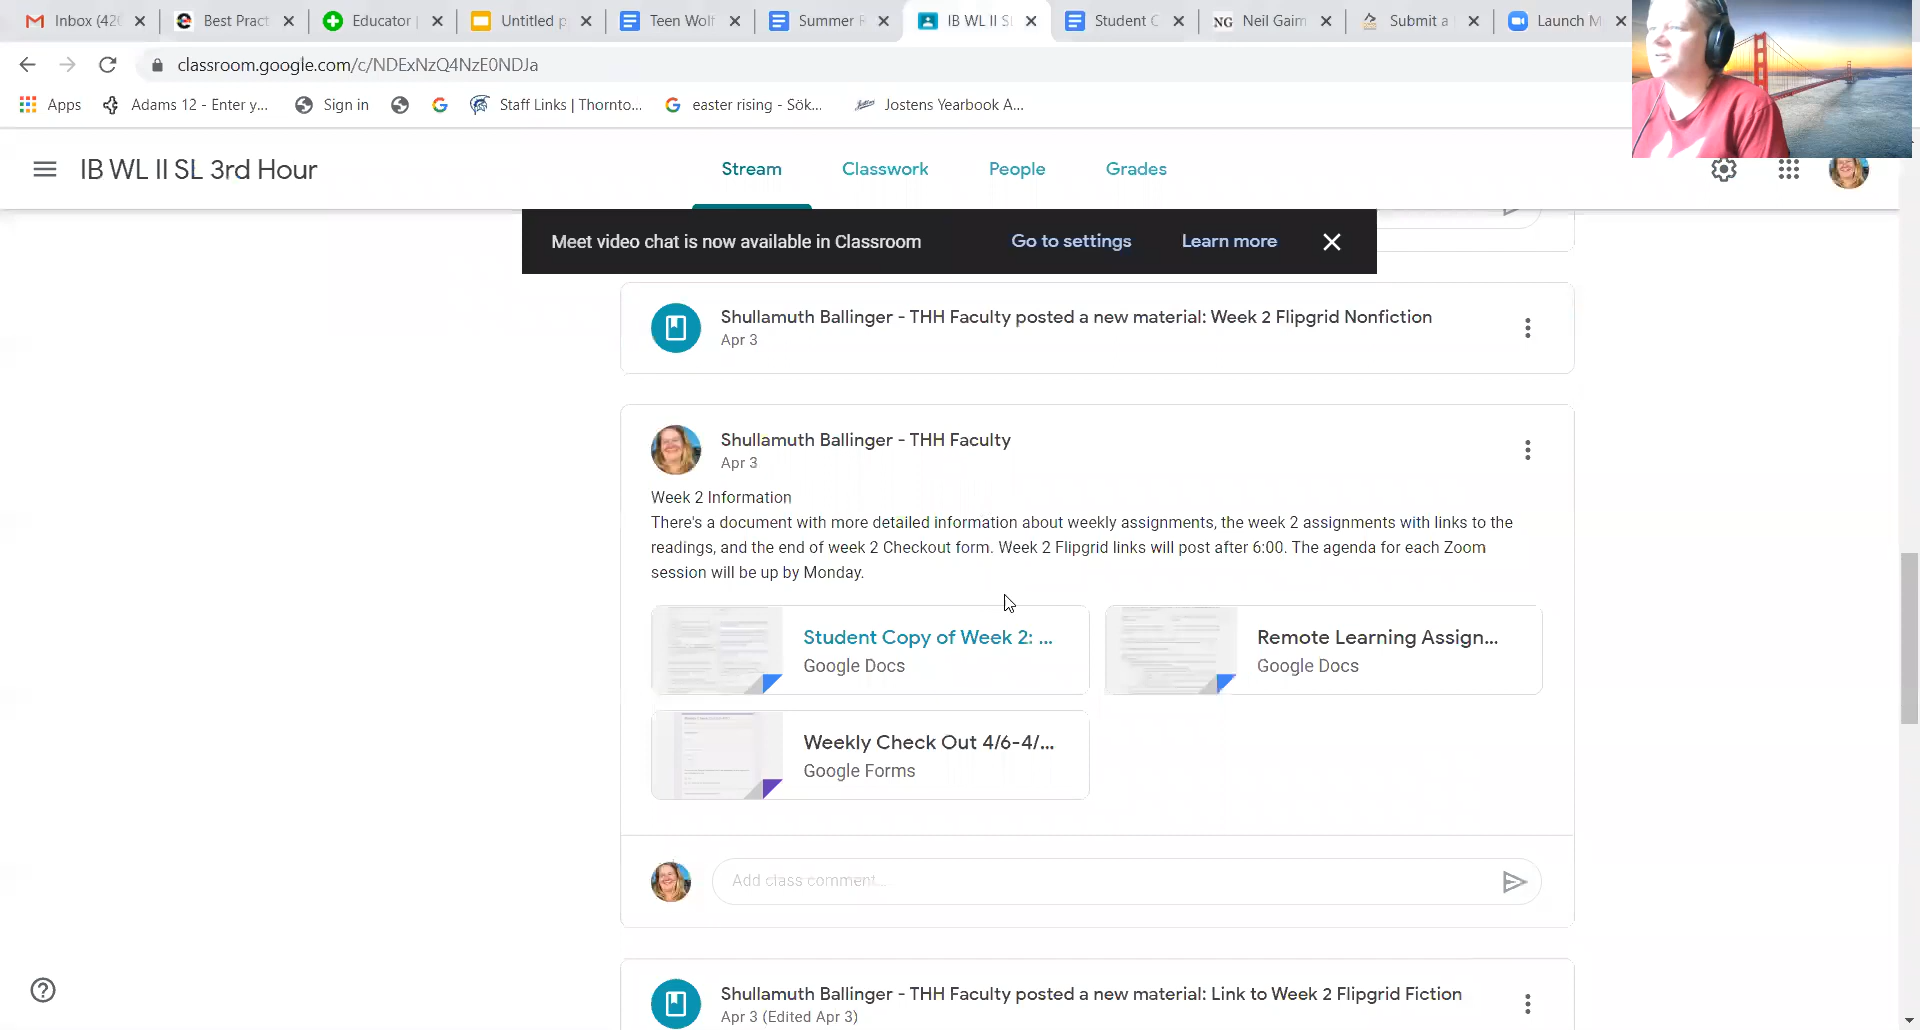 Inbox (42
Best Pract
Educator
Untitled p
Teen Wolf
Summer R
IB WL II SL
Student C
NG Neil Gaim
Submit a
Launch M
classroom.google.com/c/NDExNzQ4NzE0NDJa
Apps
Adams 12 - Enter y...
Sign in
Staff Links | Thornto...
easter rising - Sök...
Jostens Yearbook A...
IB WL II SL 3rd Hour
Stream
Classwork
People
Grades
Meet video chat is now available in Classroom
Go to settings
Learn more
Shullamuth Ballinger - THH Faculty posted a new material: Week 2 Flipgrid Nonfiction
Apr 3
Shullamuth Ballinger - THH Faculty
Apr 3
Week 2 Information
There's a document with more detailed information about weekly assignments, the week 2 assignments with links to the
readings, and the end of week 2 Checkout form. Week 2 Flipgrid links will post after 6:00. The agenda for each Zoom
session will be up by Monday.
Student Copy of Week 2: ...
Google Docs
Remote Learning Assign...
Google Docs
Weekly Check Out 4/6-4/...
Google Forms
Add class comment...
Shullamuth Ballinger - THH Faculty posted a new material: Link to Week 2 Flipgrid Fiction
Apr 3 (Edited Apr 3)